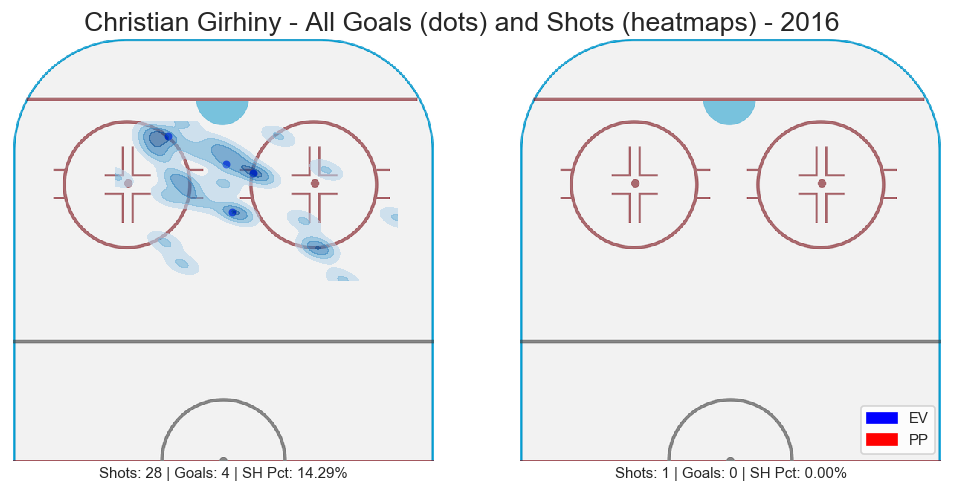 Christian Girhiny - All Goals (dots) and Shots (heatmaps) - 2016
EV
PP
Shots: 28 | Goals: 4 | SH Pct: 14.29%
Shots: 1 | Goals: 0 | SH Pct: 0.00%